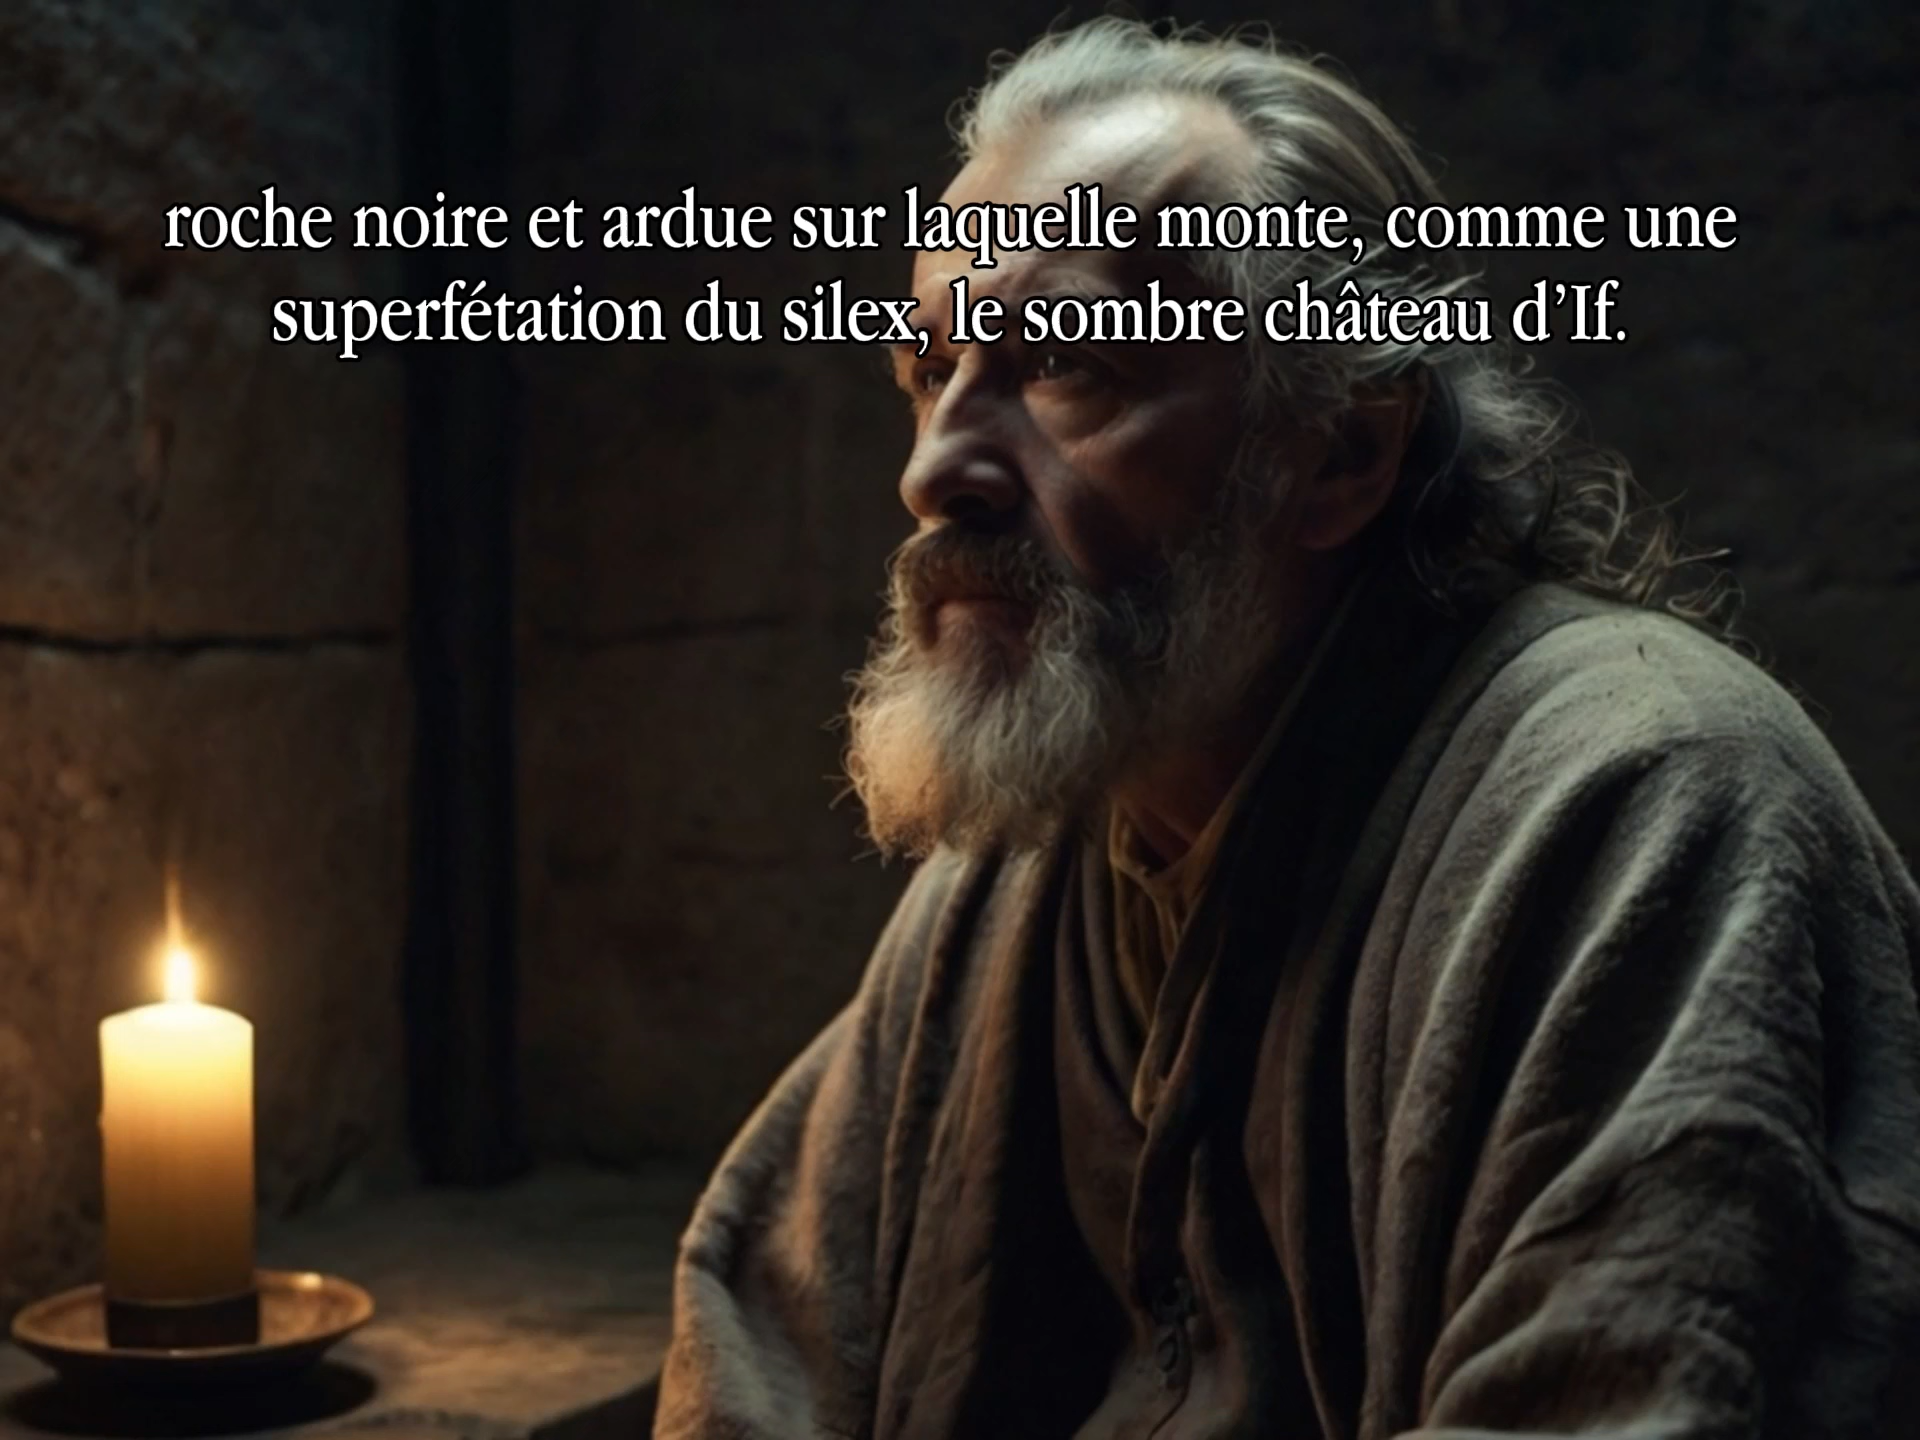 roche noire et ardue sur laquelle monte, comme une
superfétation du silex, le sombre château d’If.